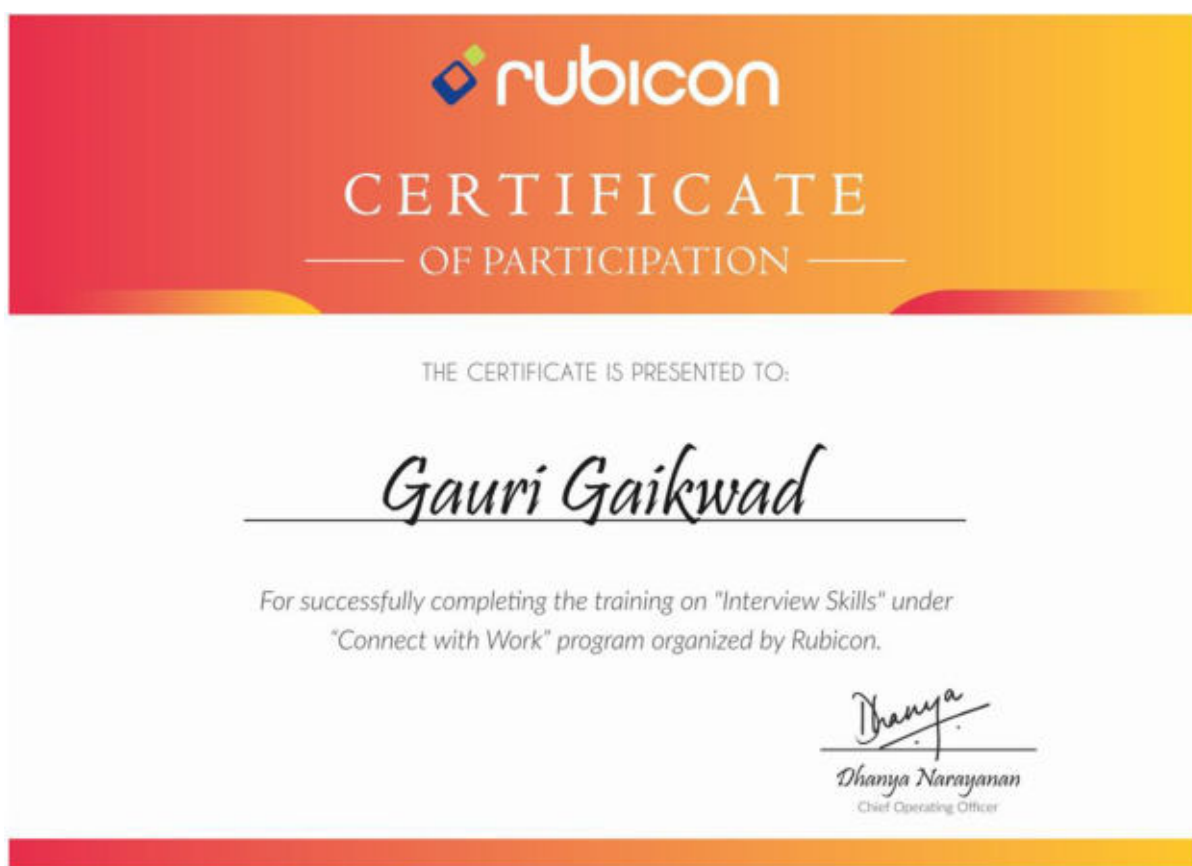 rubicon
CERTIFICATE
OF PARTICIPATION
THE CERTIFICATE IS PRESENTED TO:
Gauri Gaikwad
For successfully completing the training on "Interview Skills" under
"Connect with Work" program organized by Rubicon.
Dhanya
Dhanya Narayanan
Chief Operating Officer